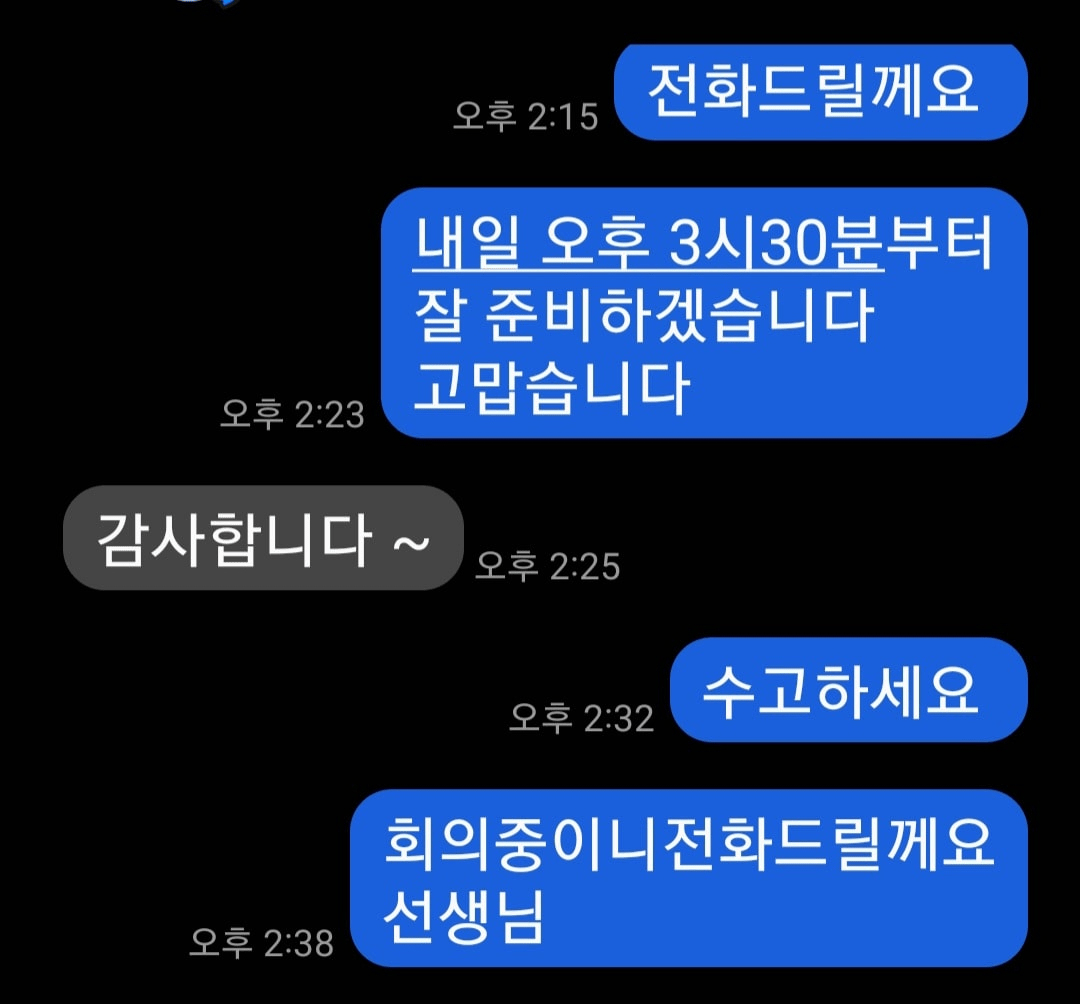 전화드릴께요
오후 2:15
내일 오후 3시30분부터
잘 준비하겠습니다
고맙습니다
오후 2:23
감사합니다 ~
오후 2:25
수고하세요
오후 2:32
회의중이니전화드릴께요
선생님
오후 2:38